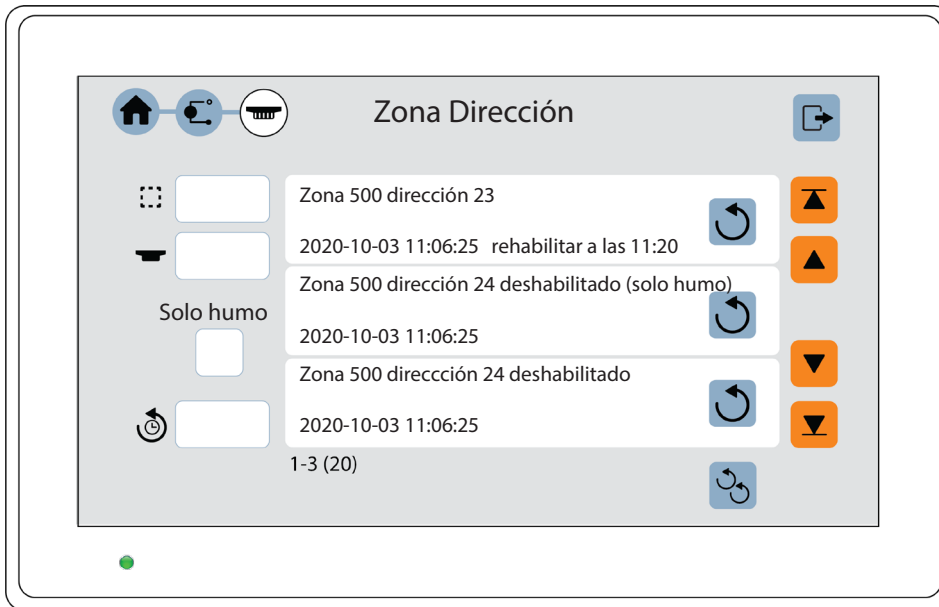 Zona Dirección
Zona 500 dirección 23
2020-10-03 11:06:25 rehabilitar a las 11:20
Zona 500 dirección 24 deshabilitado (solo humo)
Solo humo
2020-10-03 11:06:25
Zona 500 direccción 24 deshabilitado
2020-10-03 11:06:25
1-3 (20)